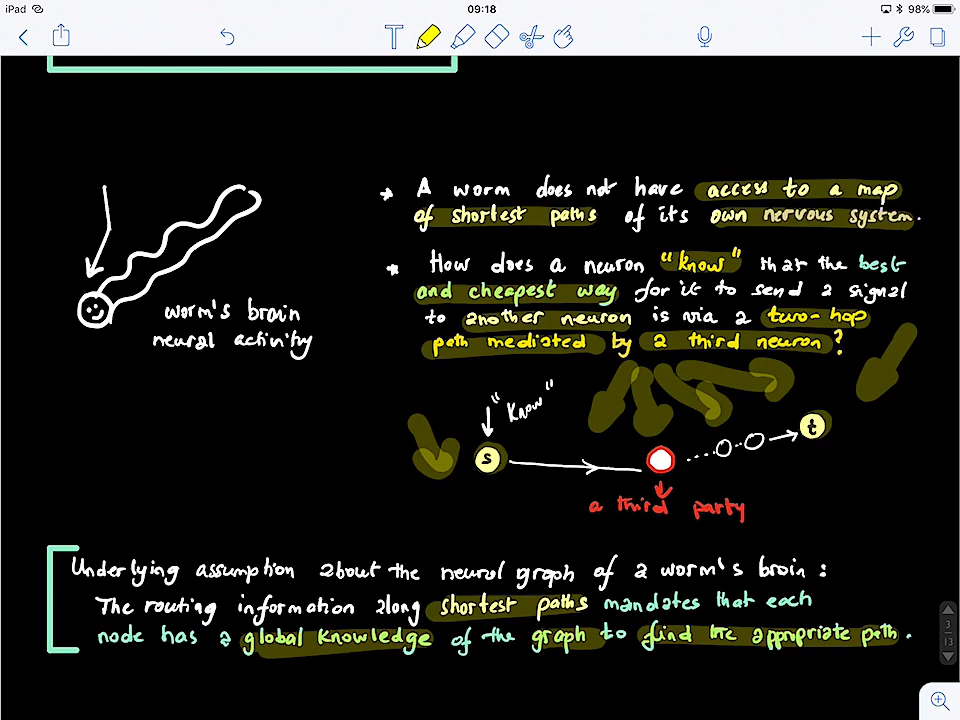 iPad
09:18
98%
* A worm does not have access to a map
of shortest paths of its own nervous system.
* How does a neuron "know" that the best
and cheapest way for it to send a signal
to another neuron is via a two-hop
path mediated by a third neuron?
worm's brain
neural activity
"know"
s
t
a third party
Underlying assumption about the neural graph of a worm's brain:
The routing information along shortest paths mandates that each
node has a global knowledge of the graph to find the appropriate path.
3
13